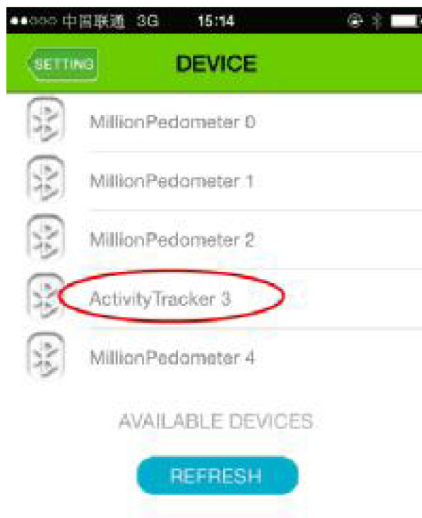 中国联通 3G 15:14
SETTING DEVICE
MillionPedometer 0
MillionPedometer 1
MillionPedometer 2
ActivityTracker 3
MillionPedometer 4
AVAILABLE DEVICES
REFRESH